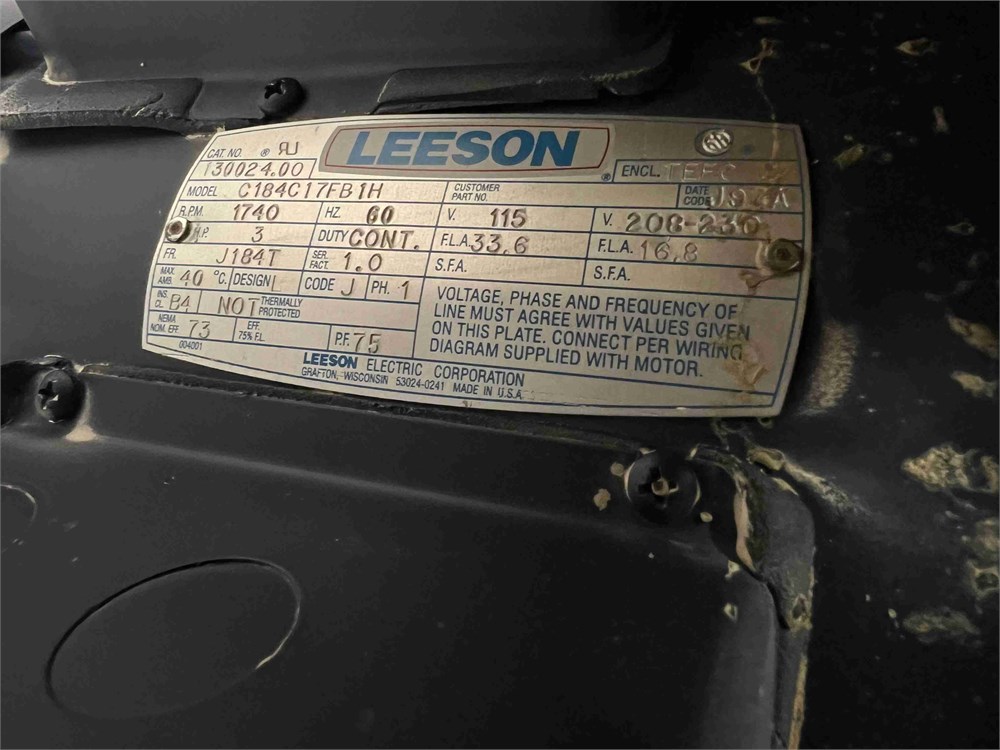 LEESON
CAT. NO. ® ENCL. TEFC
130024.00 ®
MODEL C184C17FB1H CUSTOMER PART NO. DATE CODE
R.P.M. 1740 HZ. 60 V. 115 V. 208-230
H.P. 3 DUTY CONT. F.L.A. 33.6 F.L.A. 16.8
FR. J184T SER. FACT. 1.0 S.F.A. S.F.A.
MAX. AMB. 40 °C. DESIGN L CODE J PH. 1
INS. CL. B4 NOT THERMALLY PROTECTED
NEMA NOM. EFF 73 EFF. 75% F.L. P.F. 75
004001
VOLTAGE, PHASE AND FREQUENCY OF
LINE MUST AGREE WITH VALUES GIVEN
ON THIS PLATE. CONNECT PER WIRING
DIAGRAM SUPPLIED WITH MOTOR.
LEESON ELECTRIC CORPORATION
GRAFTON, WISCONSIN 53024-0241 MADE IN U.S.A.